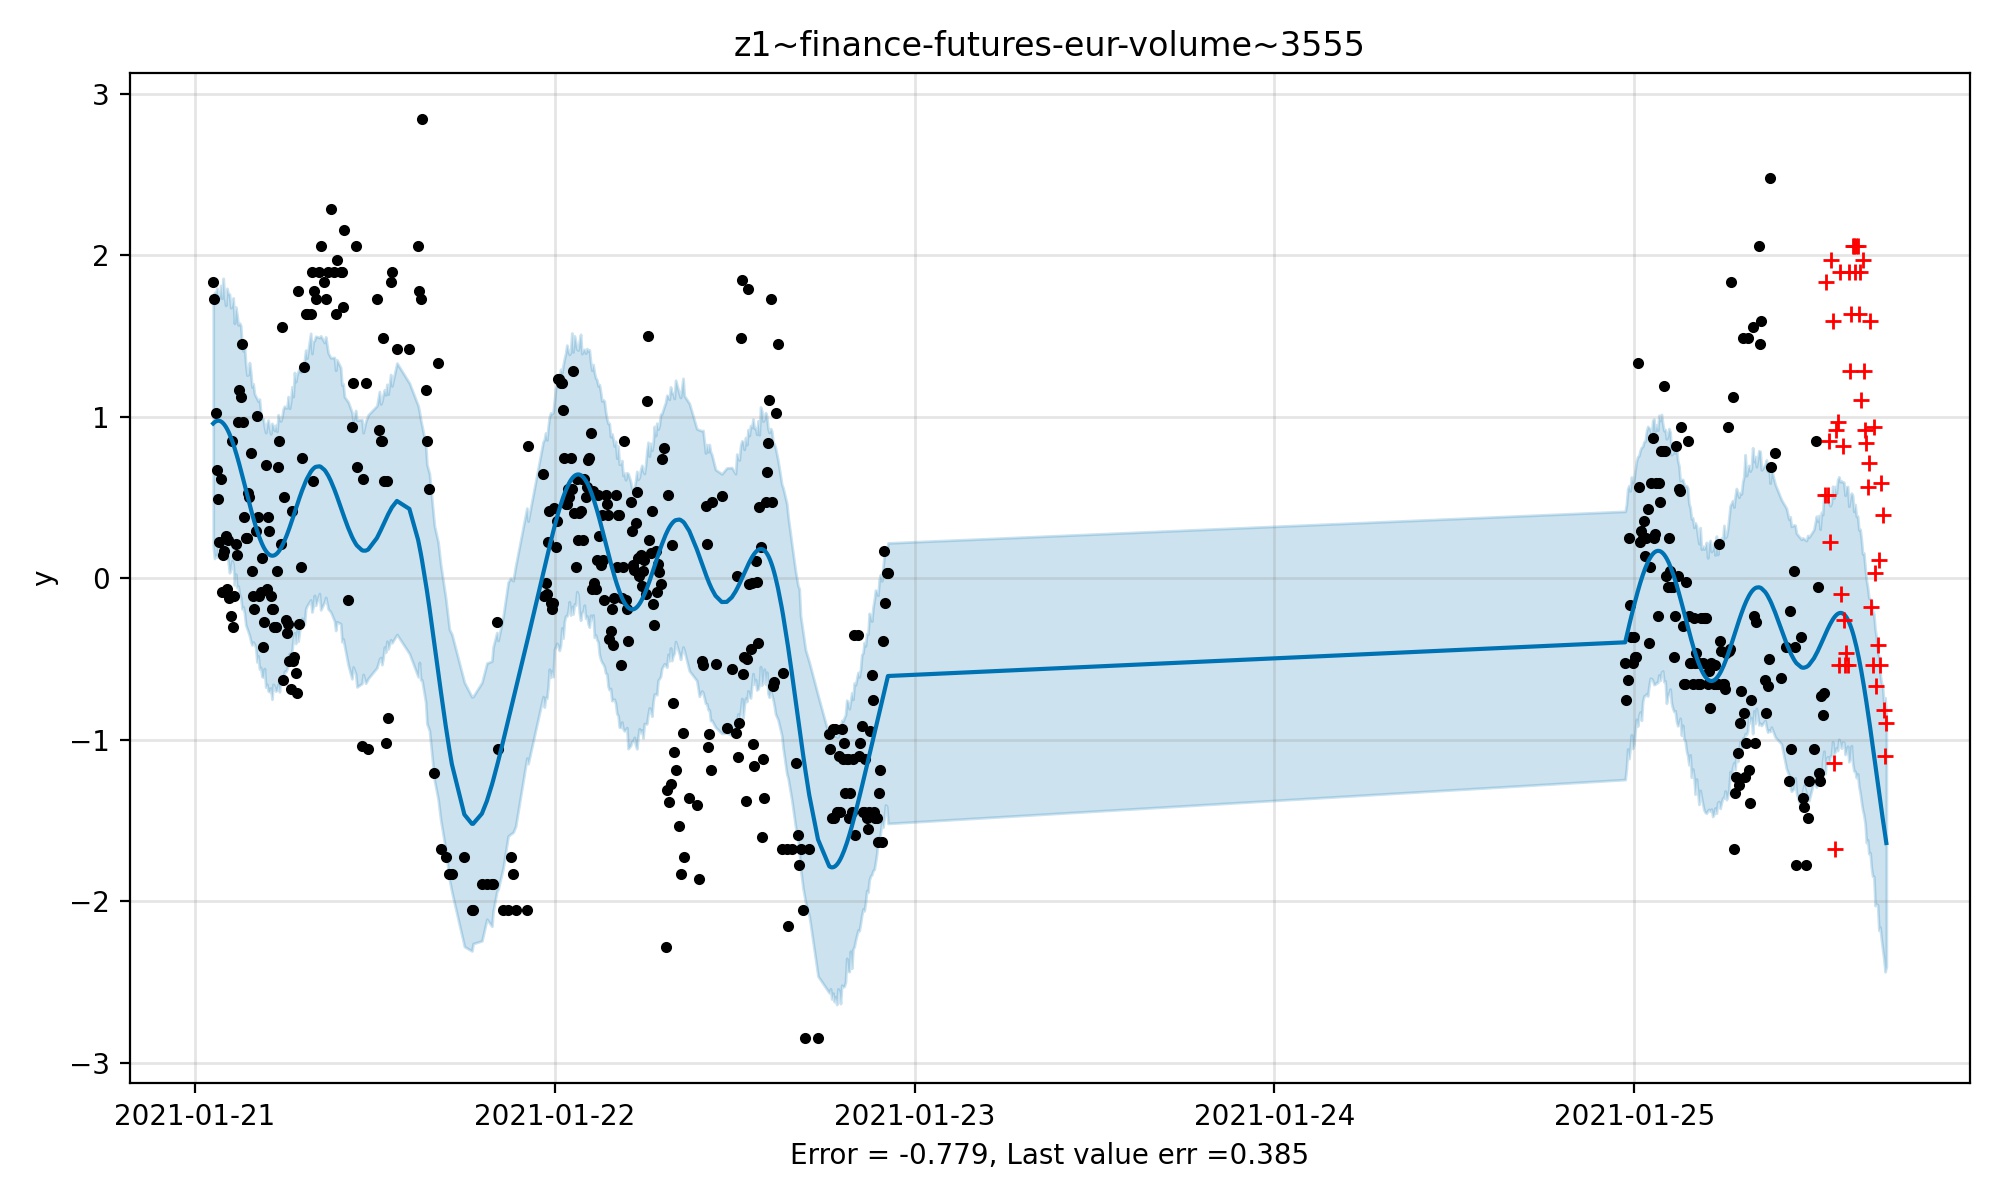 z1~finance-futures-eur-volume~3555
3
2
1
0
−1
−2
−3
y
2021-01-21 2021-01-22 2021-01-23 2021-01-24 2021-01-25
Error = -0.779, Last value err =0.385